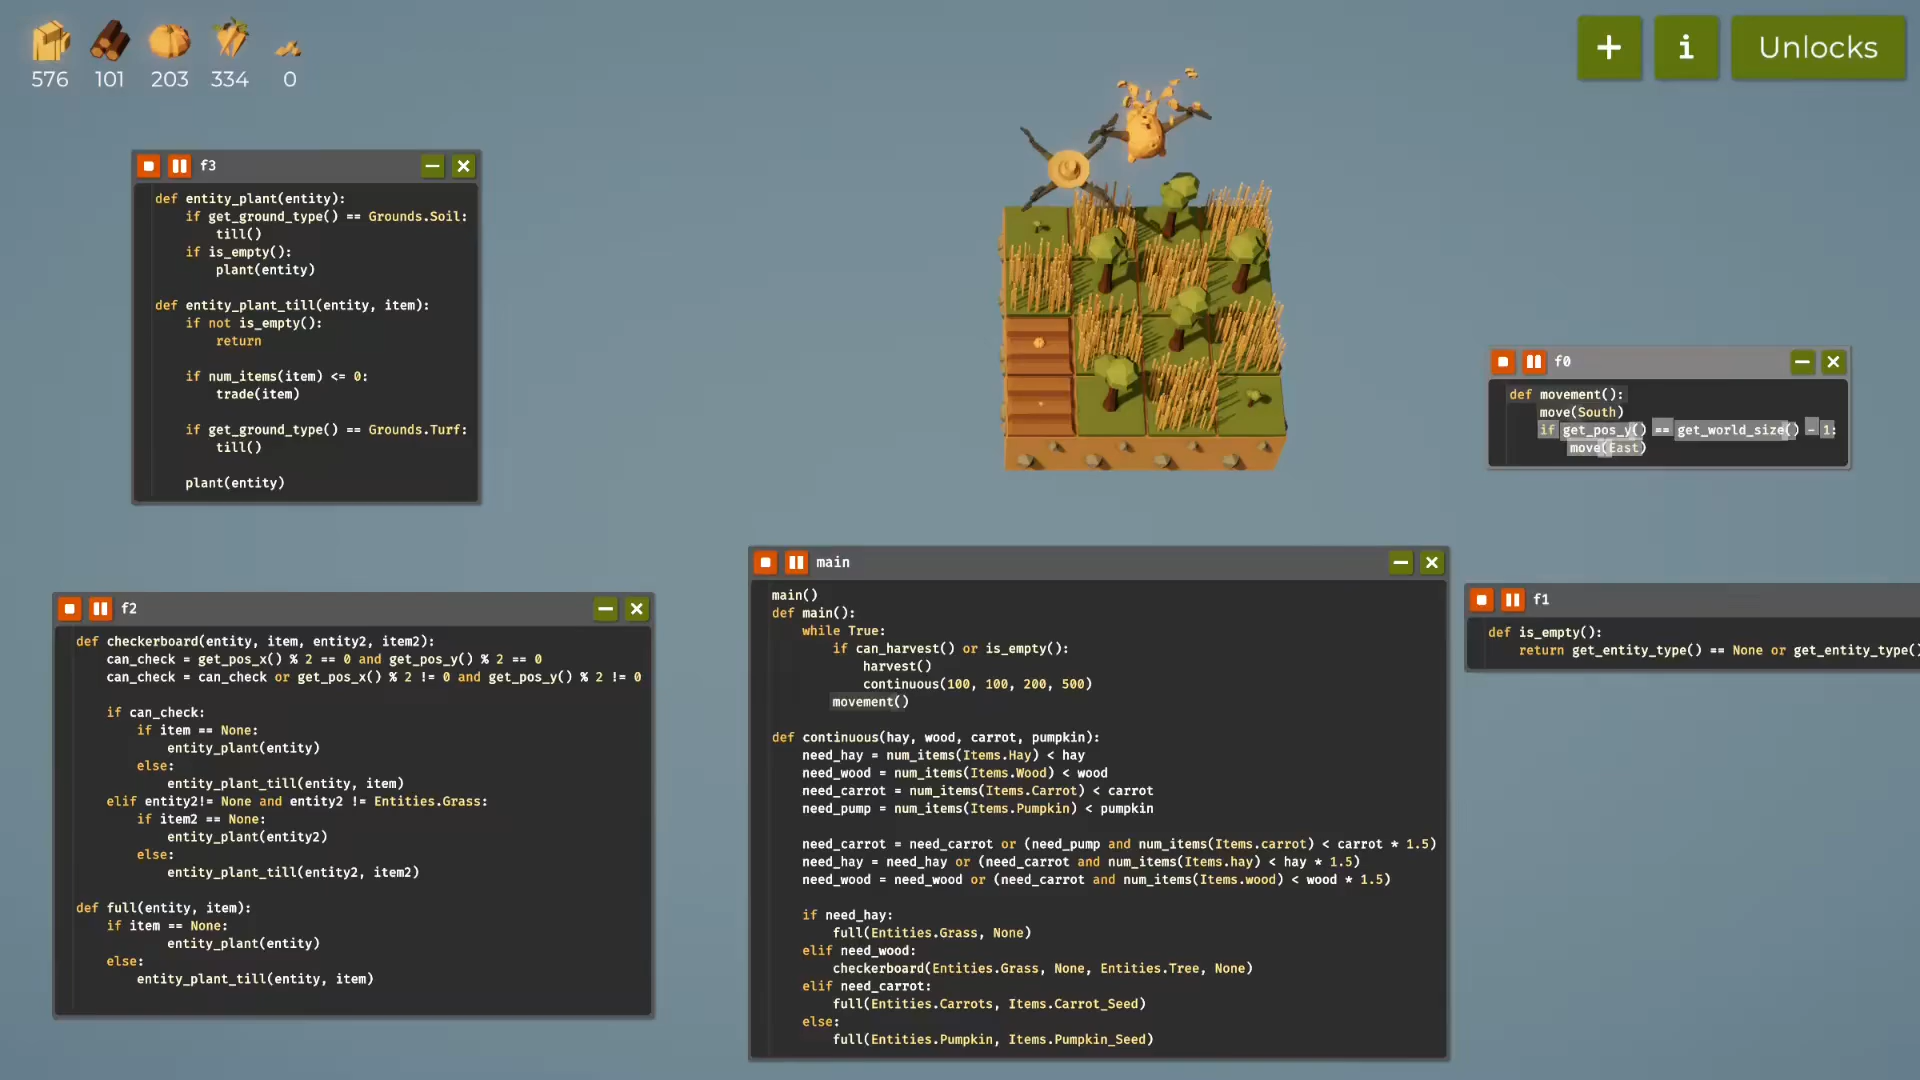 576 101 203 334 0
+ i Unlocks
f3
def entity_plant(entity):
if get_ground_type() == Grounds.Soil:
till()
if is_empty():
plant(entity)
def entity_plant_till(entity, item):
if not is_empty():
return
if num_items(item) <= 0:
trade(item)
if get_ground_type() == Grounds.Turf:
till()
plant(entity)
f0
def movement():
move(South)
if get_pos_y() == get_world_size() - 1:
move(East)
f2
def checkerboard(entity, item, entity2, item2):
can_check = get_pos_x() % 2 == 0 and get_pos_y() % 2 == 0
can_check = can_check or get_pos_x() % 2 != 0 and get_pos_y() % 2 != 0
if can_check:
if item == None:
entity_plant(entity)
else:
entity_plant_till(entity, item)
elif entity2!= None and entity2 != Entities.Grass:
if item2 == None:
entity_plant(entity2)
else:
entity_plant_till(entity2, item2)
def full(entity, item):
if item == None:
entity_plant(entity)
else:
entity_plant_till(entity, item)
main
main()
def main():
while True:
if can_harvest() or is_empty():
harvest()
continuous(100, 100, 200, 500)
movement()
def continuous(hay, wood, carrot, pumpkin):
need_hay = num_items(Items.Hay) < hay
need_wood = num_items(Items.Wood) < wood
need_carrot = num_items(Items.Carrot) < carrot
need_pump = num_items(Items.Pumpkin) < pumpkin
need_carrot = need_carrot or (need_pump and num_items(Items.carrot) < carrot * 1.5)
need_hay = need_hay or (need_carrot and num_items(Items.hay) < hay * 1.5)
need_wood = need_wood or (need_carrot and num_items(Items.wood) < wood * 1.5)
if need_hay:
full(Entities.Grass, None)
elif need_wood:
checkerboard(Entities.Grass, None, Entities.Tree, None)
elif need_carrot:
full(Entities.Carrots, Items.Carrot_Seed)
else:
full(Entities.Pumpkin, Items.Pumpkin_Seed)
f1
def is_empty():
return get_entity_type() == None or get_entity_type()